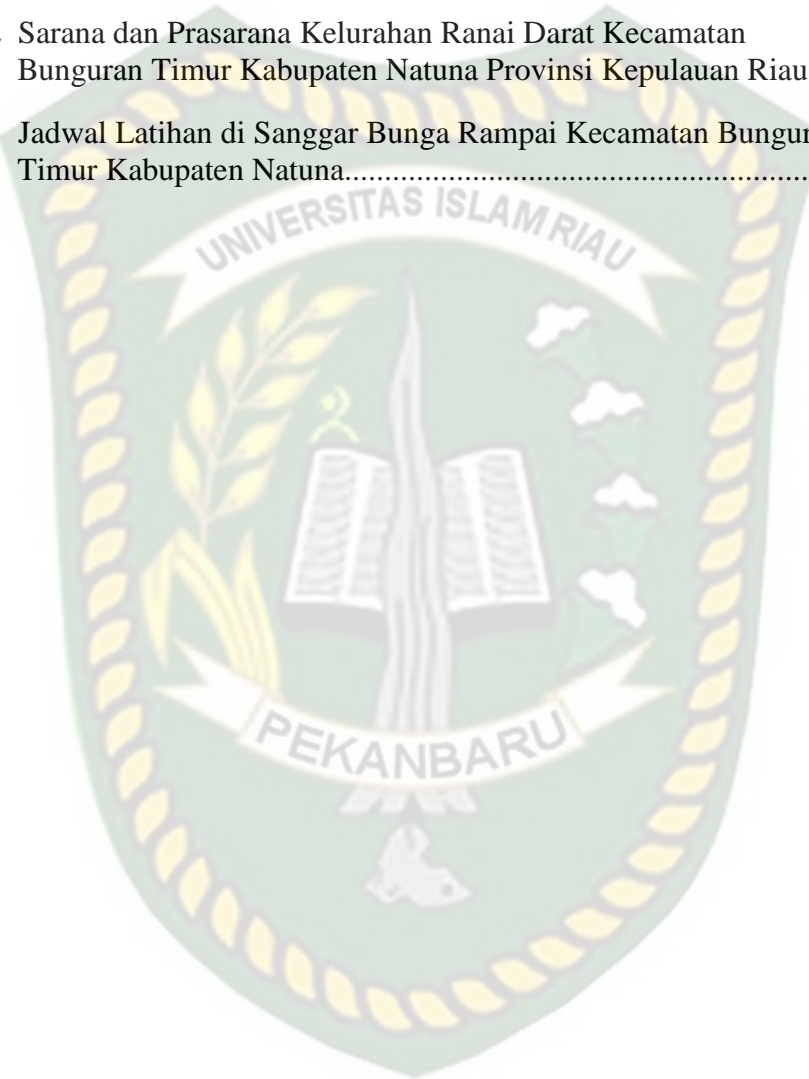 Sarana dan Prasarana Kelurahan Ranai Darat Kecamatan
Bunguran Timur Kabupaten Natuna Provinsi Kepulauan Riau
Jadwal Latihan di Sanggar Bunga Rampai Kecamatan
Timur Kabupaten Natuna..........................................................
UNIVERSITAS ISLAM RIAU
PEKANBARU